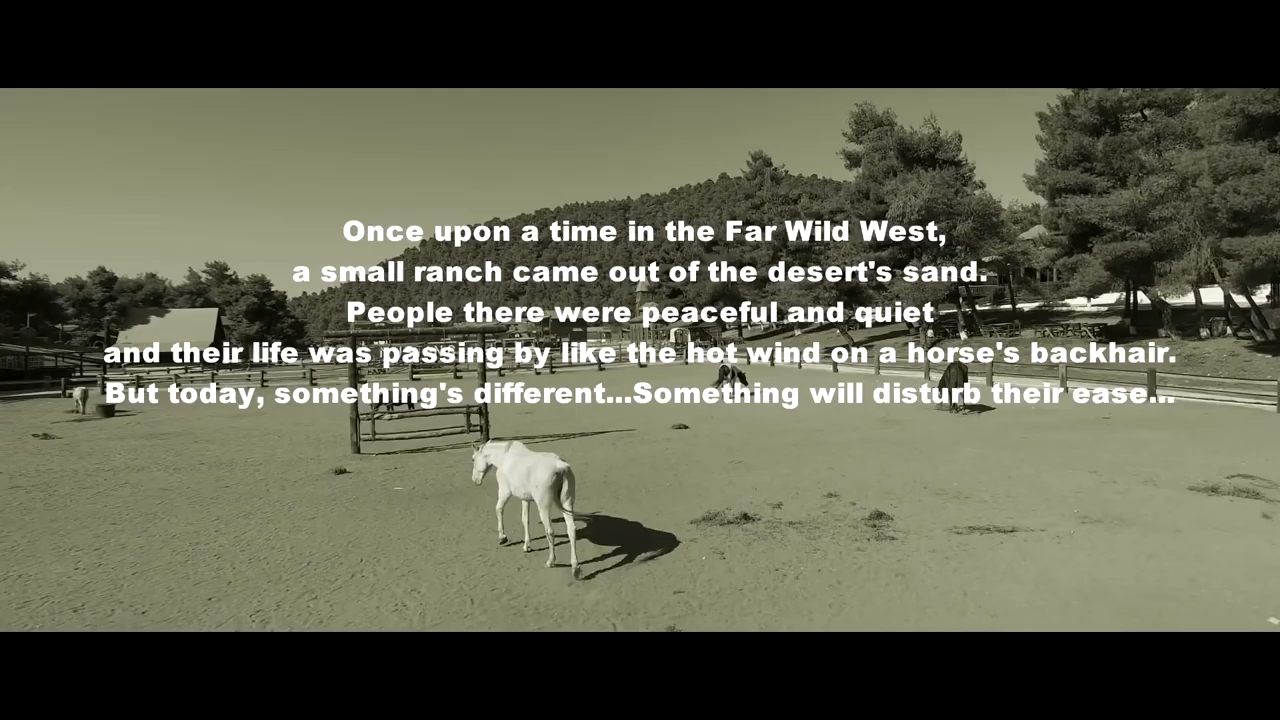 Once upon a time in the Far Wild West,
a small ranch came out of the desert's sand.
People there were peaceful and quiet
and their life was passing by like the hot wind on a horse's backhair.
But today, something's different...Something will disturb their ease...